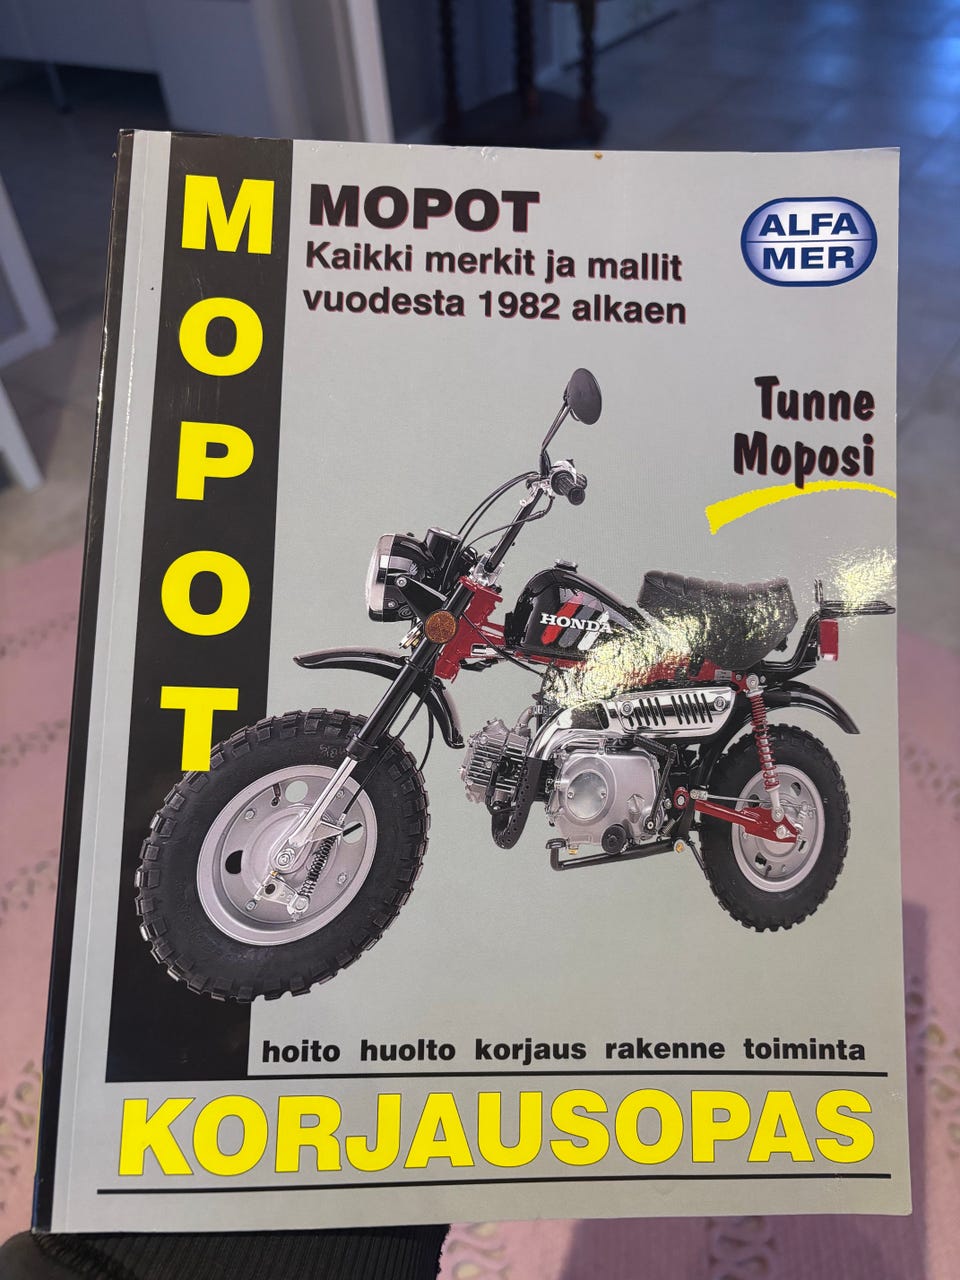 MOPOT
MOPOT
Kaikki merkit ja mallit
vuodesta 1982 alkaen
ALFA
MER
Tunne
Moposi
HONDA
hoito huolto korjaus rakenne toiminta
KORJAUSOPAS